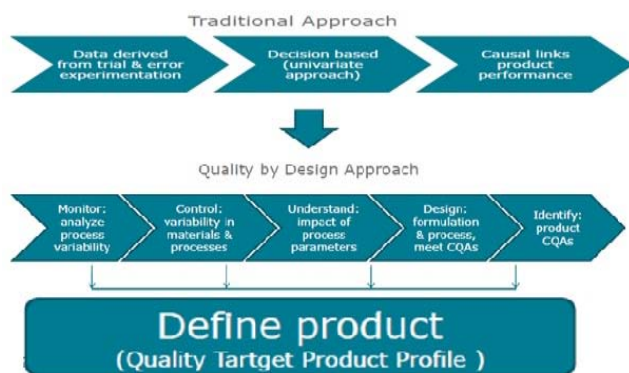 Traditional Approach
Data derived
from trial & error
experimentation
Decision based
(univariate
approach)
Causal links
product
performance
Quality by Design Approach
Monitor:
analyze
process
variability
Control:
variability in
materials &
processes
Understand:
impact of
process
parameters
Design:
formulation
& process,
meet CQAs
Identify:
product
CQAs
Define product
(Quality Tartget Product Profile )